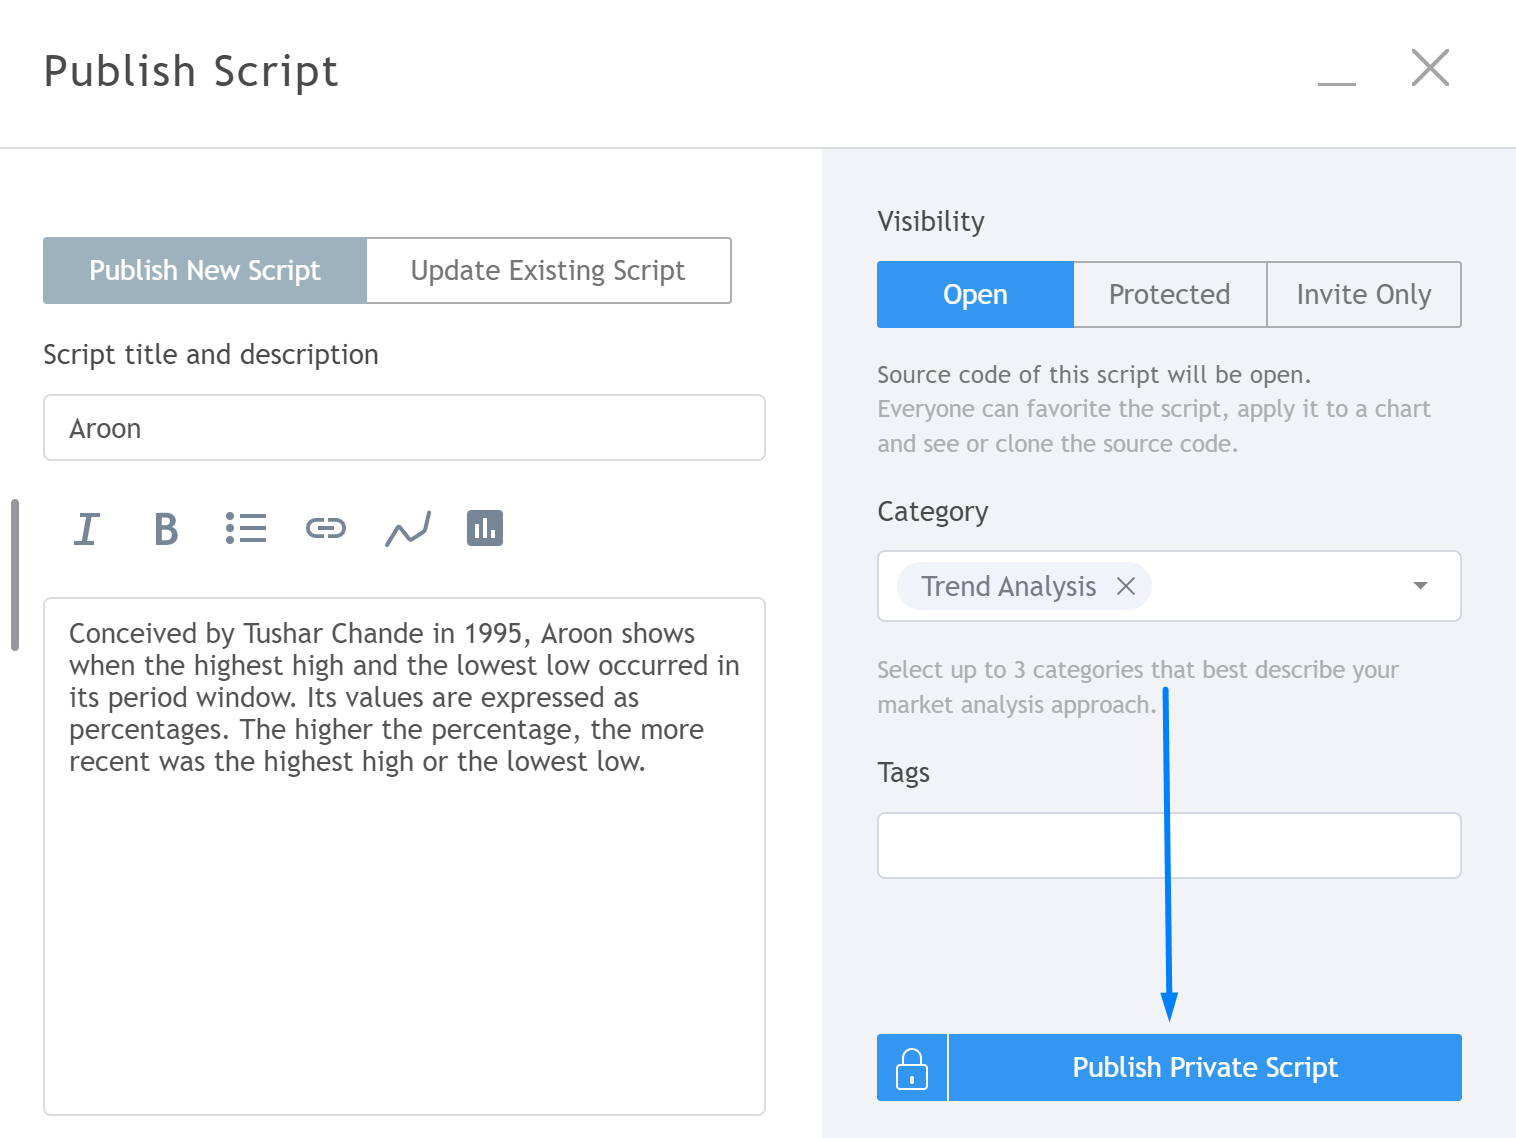 Publish Script
Publish New Script
Update Existing Script
Script title and description
Aroon
I B
Conceived by Tushar Chande in 1995, Aroon shows
when the highest high and the lowest low occurred in
its period window. Its values are expressed as
percentages. The higher the percentage, the more
recent was the highest high or the lowest low.
Visibility
Open
Protected
Invite Only
Source code of this script will be open.
Everyone can favorite the script, apply it to a chart
and see or clone the source code.
Category
Trend Analysis
Select up to 3 categories that best describe your
market analysis approach.
Tags
Publish Private Script